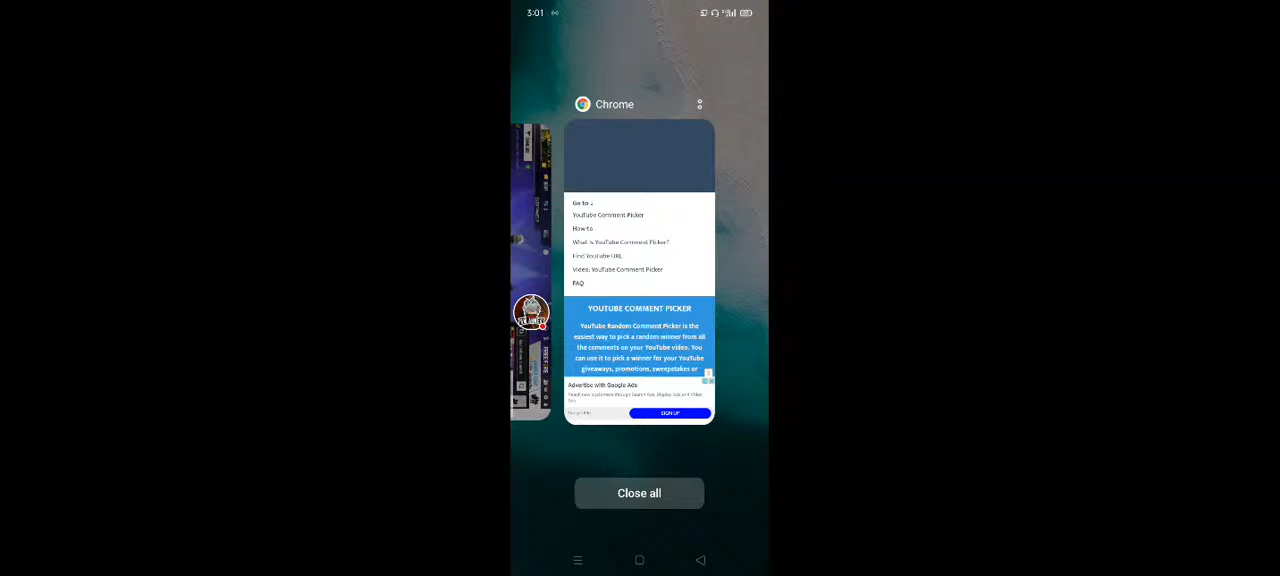 3:01
Chrome
Go to ↓
YouTube Comment Picker
How-to
What is YouTube Comment Picker?
Find YouTube URL
Video: YouTube Comment Picker
FAQ
YOUTUBE COMMENT PICKER
YouTube Random Comment Picker is the
easiest way to pick a random winner from all
the comments on your YouTube video. You
can use it to pick a winner for your YouTube
giveaways, promotions, sweepstakes or
Advertise with Google Ads
SIGN UP
Close all